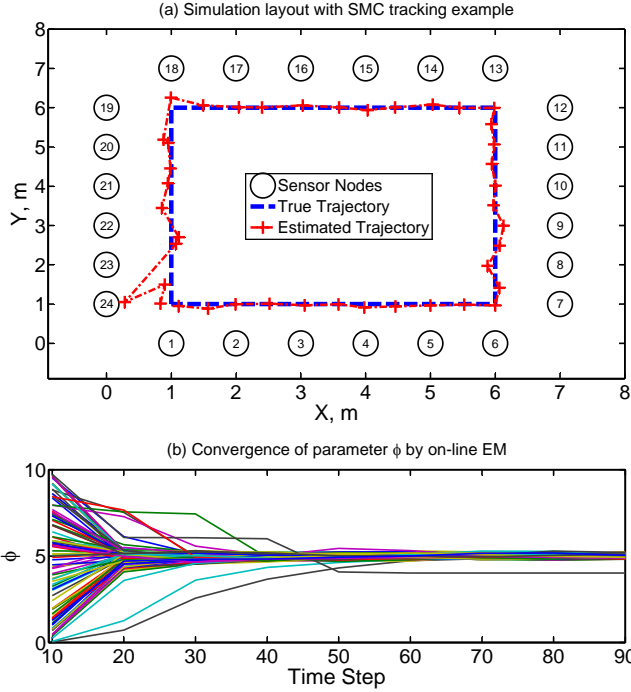 (a) Simulation layout with SMC tracking example
8
7
6
5
4
3
2
1
0
Y, m
18 17 16 15 14 13
19 12
20 11
21 10
22 9
23 8
24 7
1 2 3 4 5 6
Sensor Nodes
True Trajectory
Estimated Trajectory
0 1 2 3 4 5 6 7 8
X, m
(b) Convergence of parameter ϕ by on-line EM
10
5
0
ϕ
10 20 30 40 50 60 70 80 90
Time Step